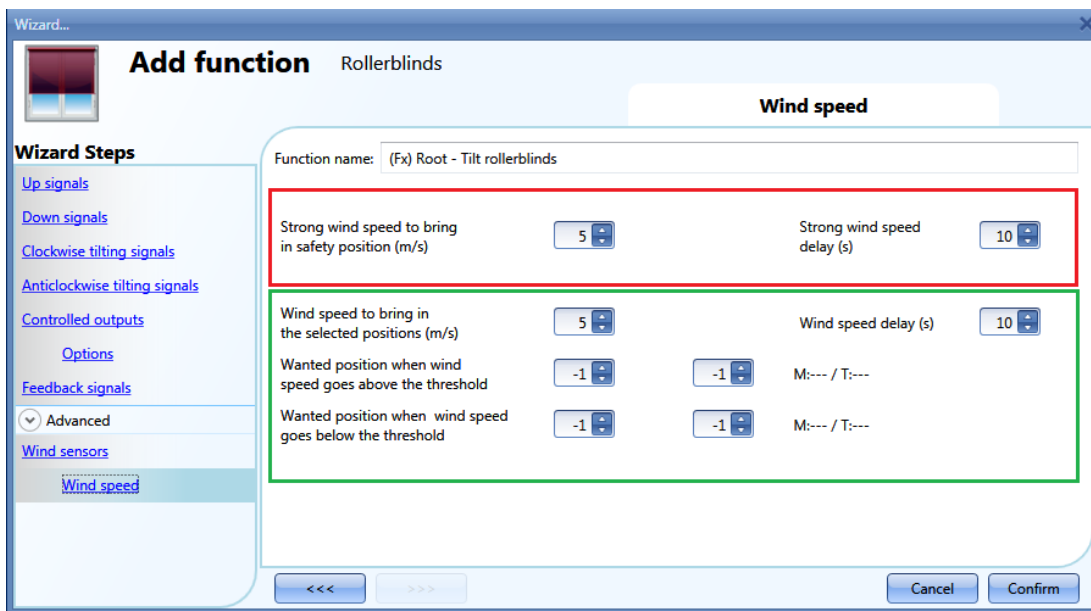 Wizard...
Add function Rollerblinds
Wind speed
Wizard Steps
Up signals
Down signals
Clockwise tilting signals
Anticlockwise tilting signals
Controlled outputs
Options
Feedback signals
Advanced
Wind sensors
Wind speed
Function name: (Fx) Root - Tilt rollerblinds
Strong wind speed to bring
in safety position (m/s)
5
Strong wind speed
delay (s)
10
Wind speed to bring in
the selected positions (m/s)
5
Wind speed delay (s)
10
Wanted position when wind
speed goes above the threshold
-1
-1
M:--- / T:---
Wanted position when wind speed
goes below the threshold
-1
-1
M:--- / T:---
<<<
>>>
Cancel
Confirm